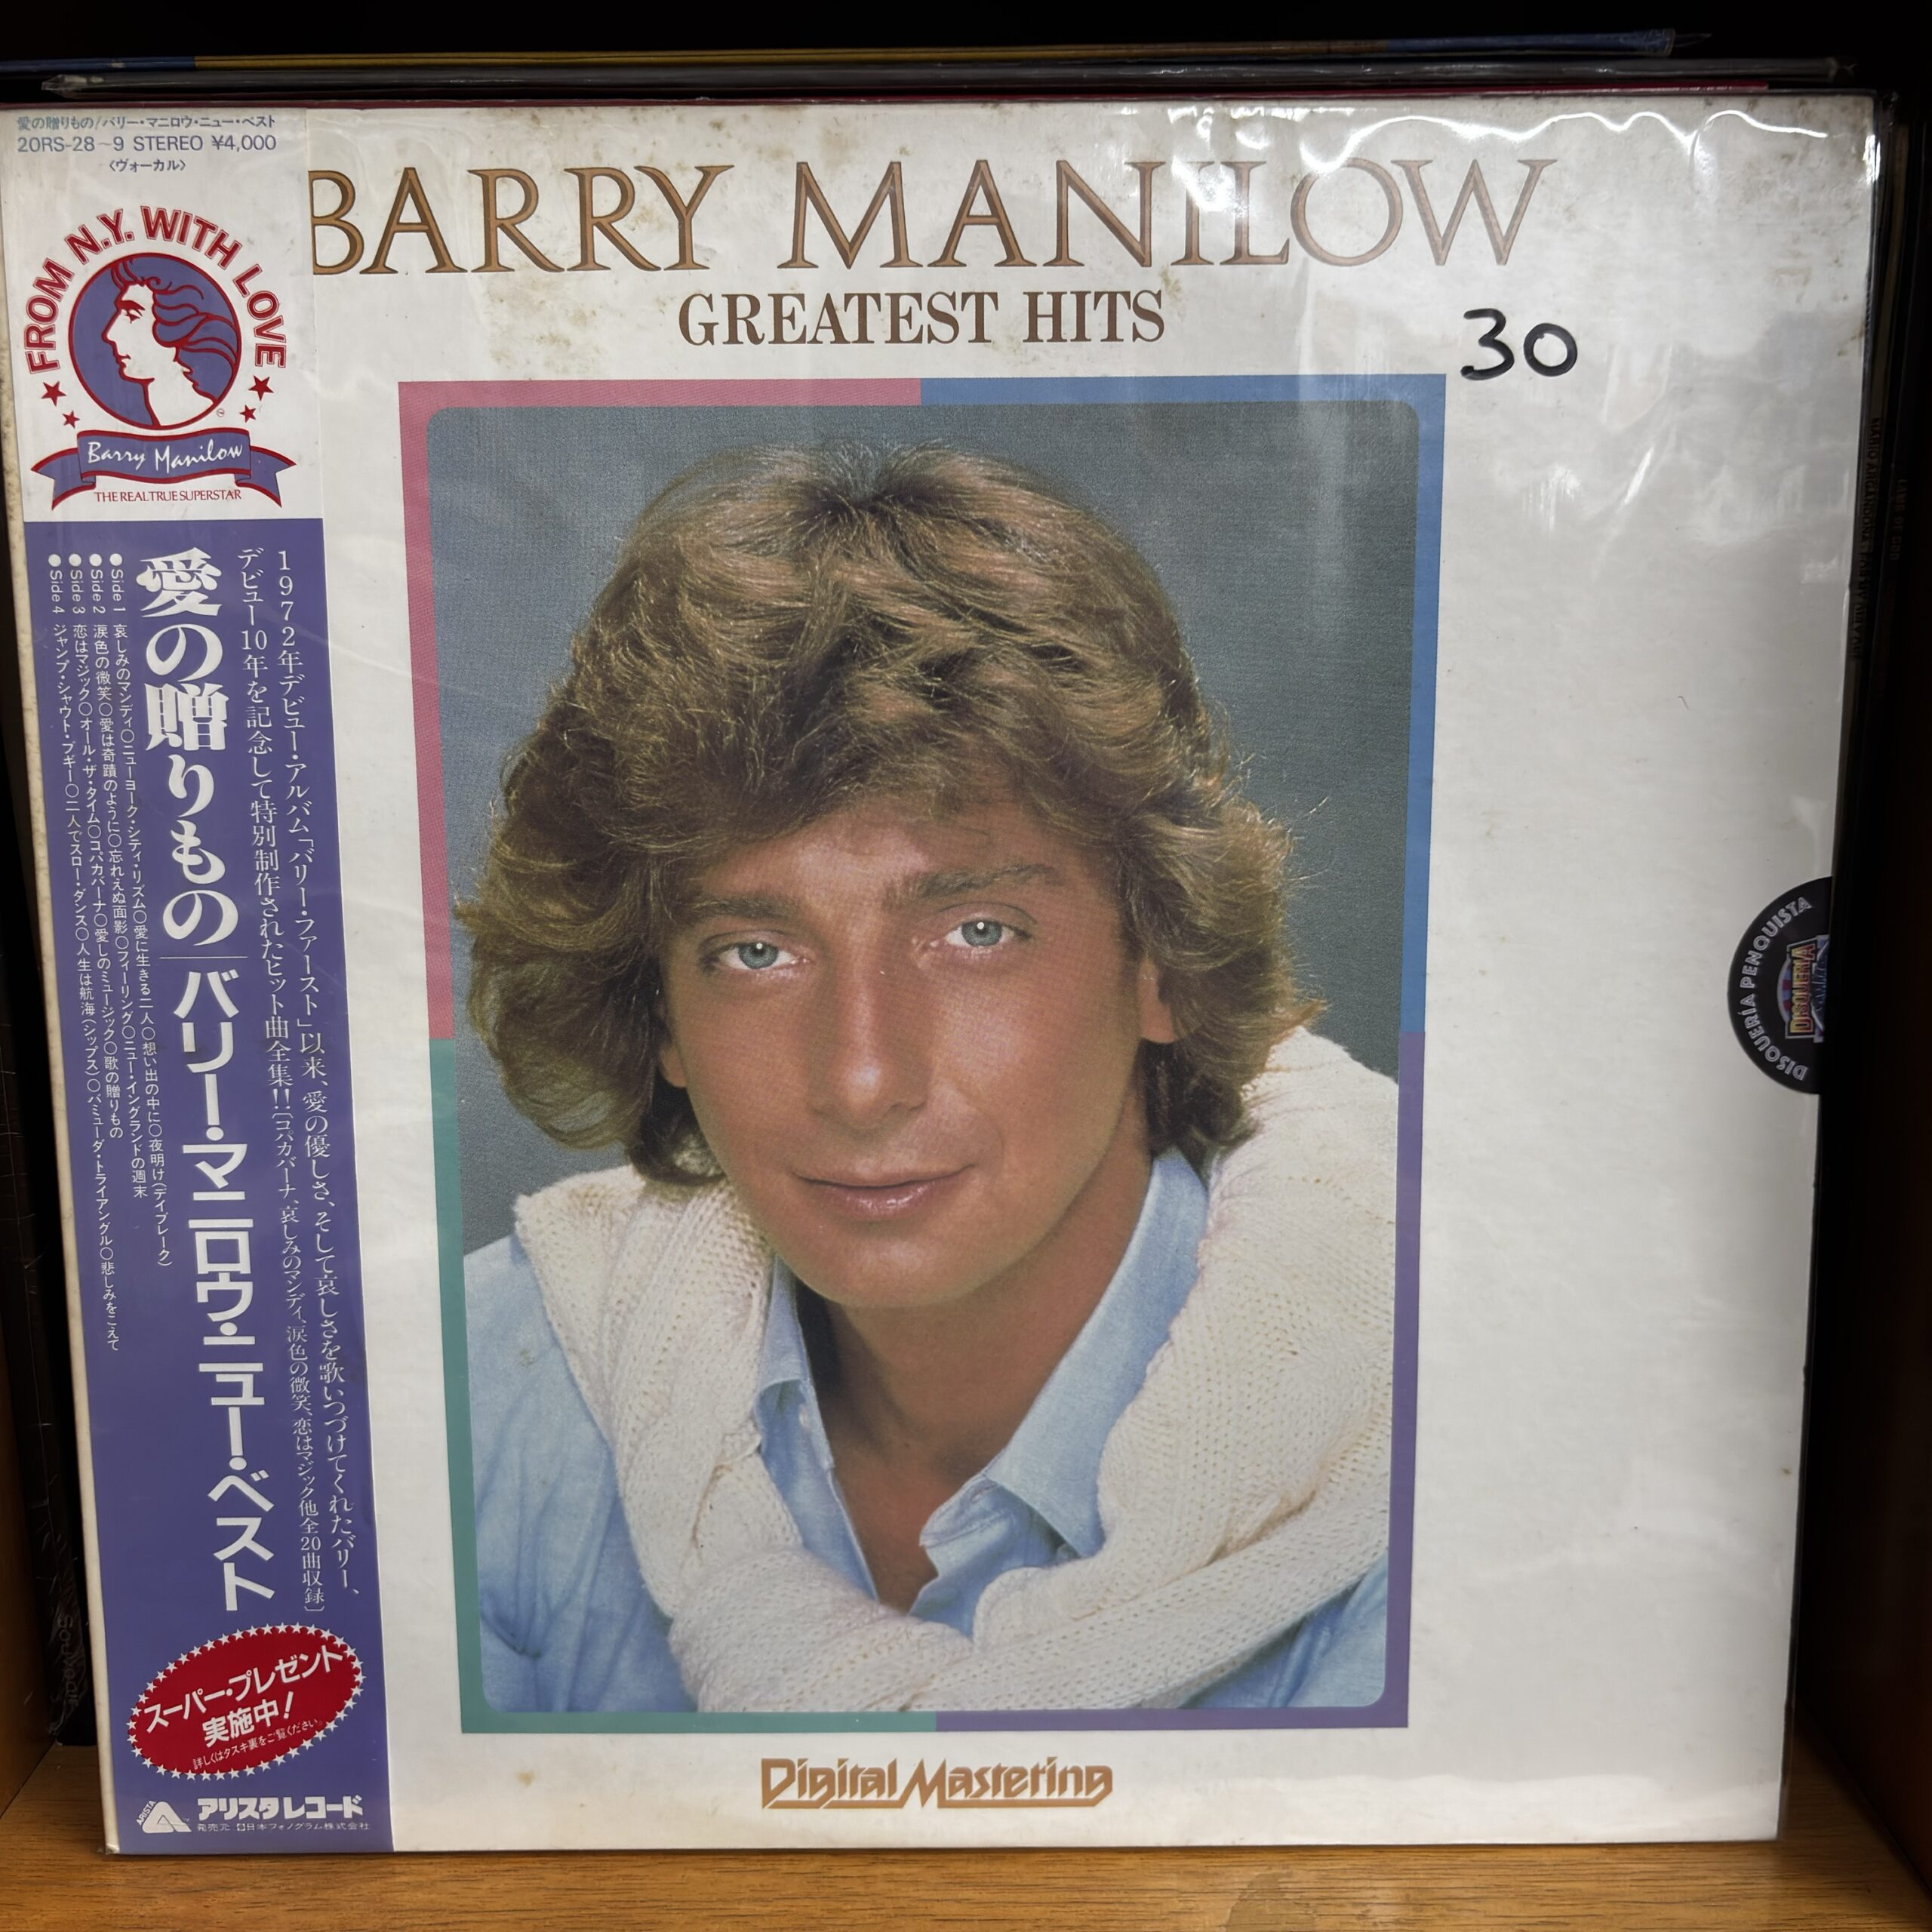 愛の贈りもの/バリー・マニロウ・ニュー・ベスト
20RS-28~9 STEREO ¥4,000
〈ヴォーカル〉
FROM N.Y. WITH LOVE
Barry Manilow
THE REAL TRUE SUPERSTAR
BARRY MANILOW
GREATEST HITS
30
1972年デビュー・アルバム「バリー・ファースト」以来、愛の優しさ、そして哀しさを歌いつづけてくれたバリー、
デビュー10年を記念して特別制作されたヒット曲全集!!〔コパカバーナ、哀しみのマンディ、涙色の微笑、恋はマジック他全20曲収録〕
愛の贈りもの バリー・マニロウ・ニュー・ベスト
●Side 1 哀しみのマンディ○ニューヨーク・シティ・リズム○愛に生きる二人○想い出の中に○夜明け(デイブレーク)
●Side 2 涙色の微笑○愛は奇蹟のように○忘れえぬ面影○フィーリング○ニュー・イングランドの週末
●Side 3 恋はマジック○オール・ザ・タイム○コパカバーナ○愛しのミュージック○歌の贈りもの
●Side 4 ジャンプ・シャウト・ブギー○二人でスロー・ダンス○人生は航海(シップス)○バミューダ・トライアングル○悲しみをこえて
スーパー・プレゼント
実施中!
詳しくはタスキ裏をご覧ください。
ARISTA
アリスタレコード
発売元 日本フォノグラム株式会社
Digital Mastering
DISQUERÍA PENQUISTA